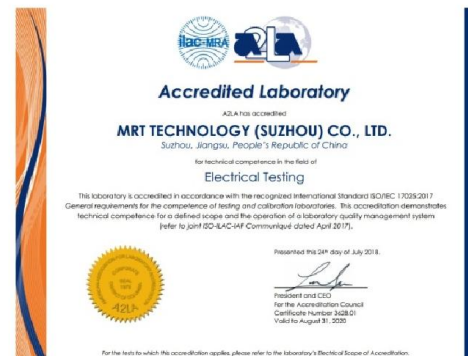 ilac-MRA
A2LA
Accredited Laboratory
A2LA has accredited
MRT TECHNOLOGY (SUZHOU) CO., LTD.
Suzhou, Jiangsu, People's Republic of China
for technical competence in the field of
Electrical Testing
This laboratory is accredited in accordance with the recognized International Standard ISO/IEC 17025:2017
General requirements for the competence of testing and calibration laboratories. This accreditation demonstrates
technical competence for a defined scope and the operation of a laboratory quality management system
(refer to joint ISO-ILAC-IAF Communiqué dated April 2017).
Presented this 24th day of July 2018.
President and CEO
For the Accreditation Council
Certificate Number 3628.01
Valid to August 31, 2020
A2LA
For the tests to which this accreditation applies, please refer to the laboratory's Electrical Scope of Accreditation.